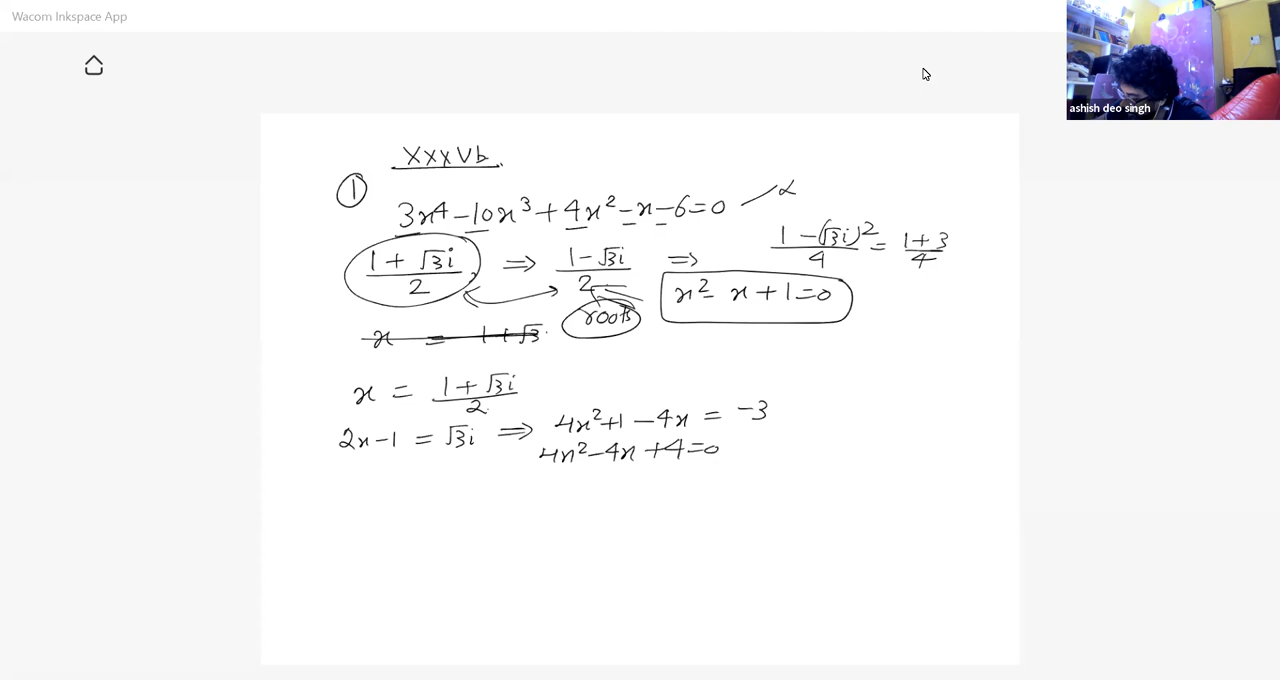 Wacom Inkspace App
ashish deo singh
XxxVb.
① 3x⁴ - 10x³ + 4x² - x - 6 = 0 α
(1 + √3i)/2 ⇒ (1 - √3i)/2 ⇒ (1 - (√3i)²)/4 = (1 + 3)/4
x² - x + 1 = 0
roots
x = 1 + √3
x = (1 + √3i)/2
2x - 1 = √3i ⇒ 4x² + 1 - 4x = -3
4x² - 4x + 4 = 0